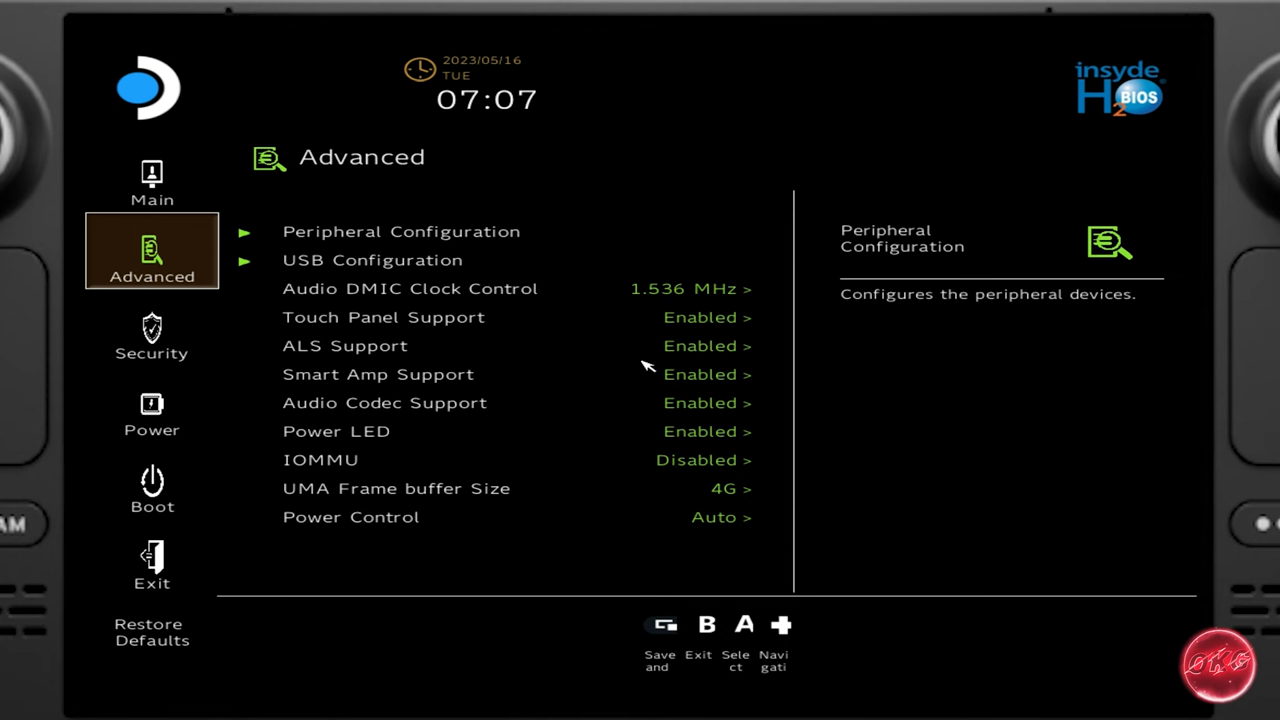 2023/05/16
TUE
07:07
insyde
H2O BIOS
Advanced
Main
Advanced
Security
Power
Boot
Exit
Restore
Defaults
Peripheral Configuration
USB Configuration
Audio DMIC Clock Control 1.536 MHz >
Touch Panel Support Enabled >
ALS Support Enabled >
Smart Amp Support Enabled >
Audio Codec Support Enabled >
Power LED Enabled >
IOMMU Disabled >
UMA Frame buffer Size 4G >
Power Control Auto >
Peripheral
Configuration
Configures the peripheral devices.
B A
Save Exit Sele Navi
and ct gati
AM
OKG